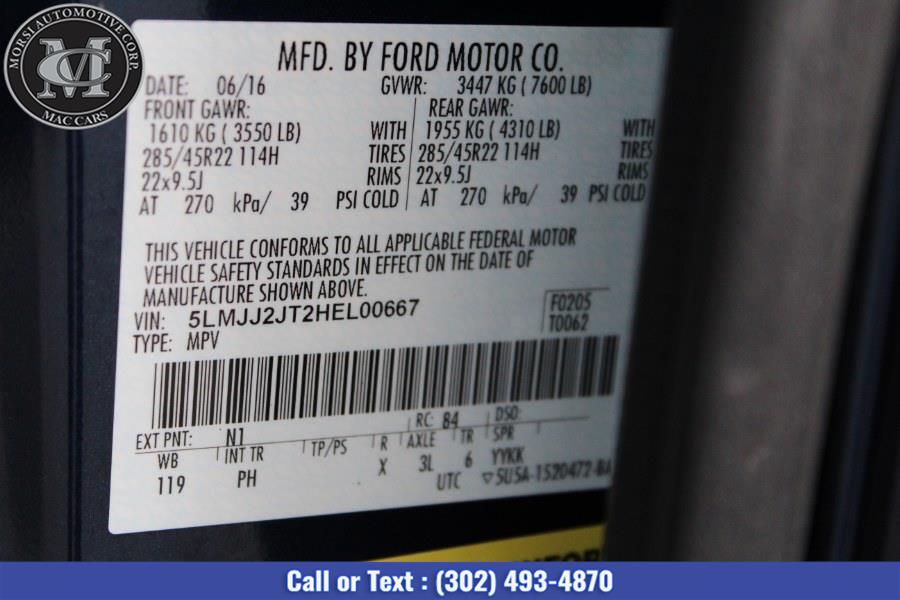 MORSI AUTOMOTIVE CORP.
MC
MAC CARS
MFD. BY FORD MOTOR CO.
DATE: 06/16 GVWR: 3447 KG ( 7600 LB)
FRONT GAWR: REAR GAWR:
1610 KG ( 3550 LB) WITH 1955 KG ( 4310 LB) WITH
285/45R22 114H TIRES 285/45R22 114H TIRES
22x9.5J RIMS 22x9.5J RIMS
AT 270 kPa/ 39 PSI COLD AT 270 kPa/ 39 PSI COLD
THIS VEHICLE CONFORMS TO ALL APPLICABLE FEDERAL MOTOR
VEHICLE SAFETY STANDARDS IN EFFECT ON THE DATE OF
MANUFACTURE SHOWN ABOVE.
VIN: 5LMJJ2JT2HEL00667 F0205
TYPE: MPV T0062
EXT PNT: N1 RC: 84 DSO:
WB INT TR TP/PS R AXLE TR SPR
119 PH X 3L 6 YYKK
UTC ▽5U5A-1520472-BA
Call or Text : (302) 493-4870